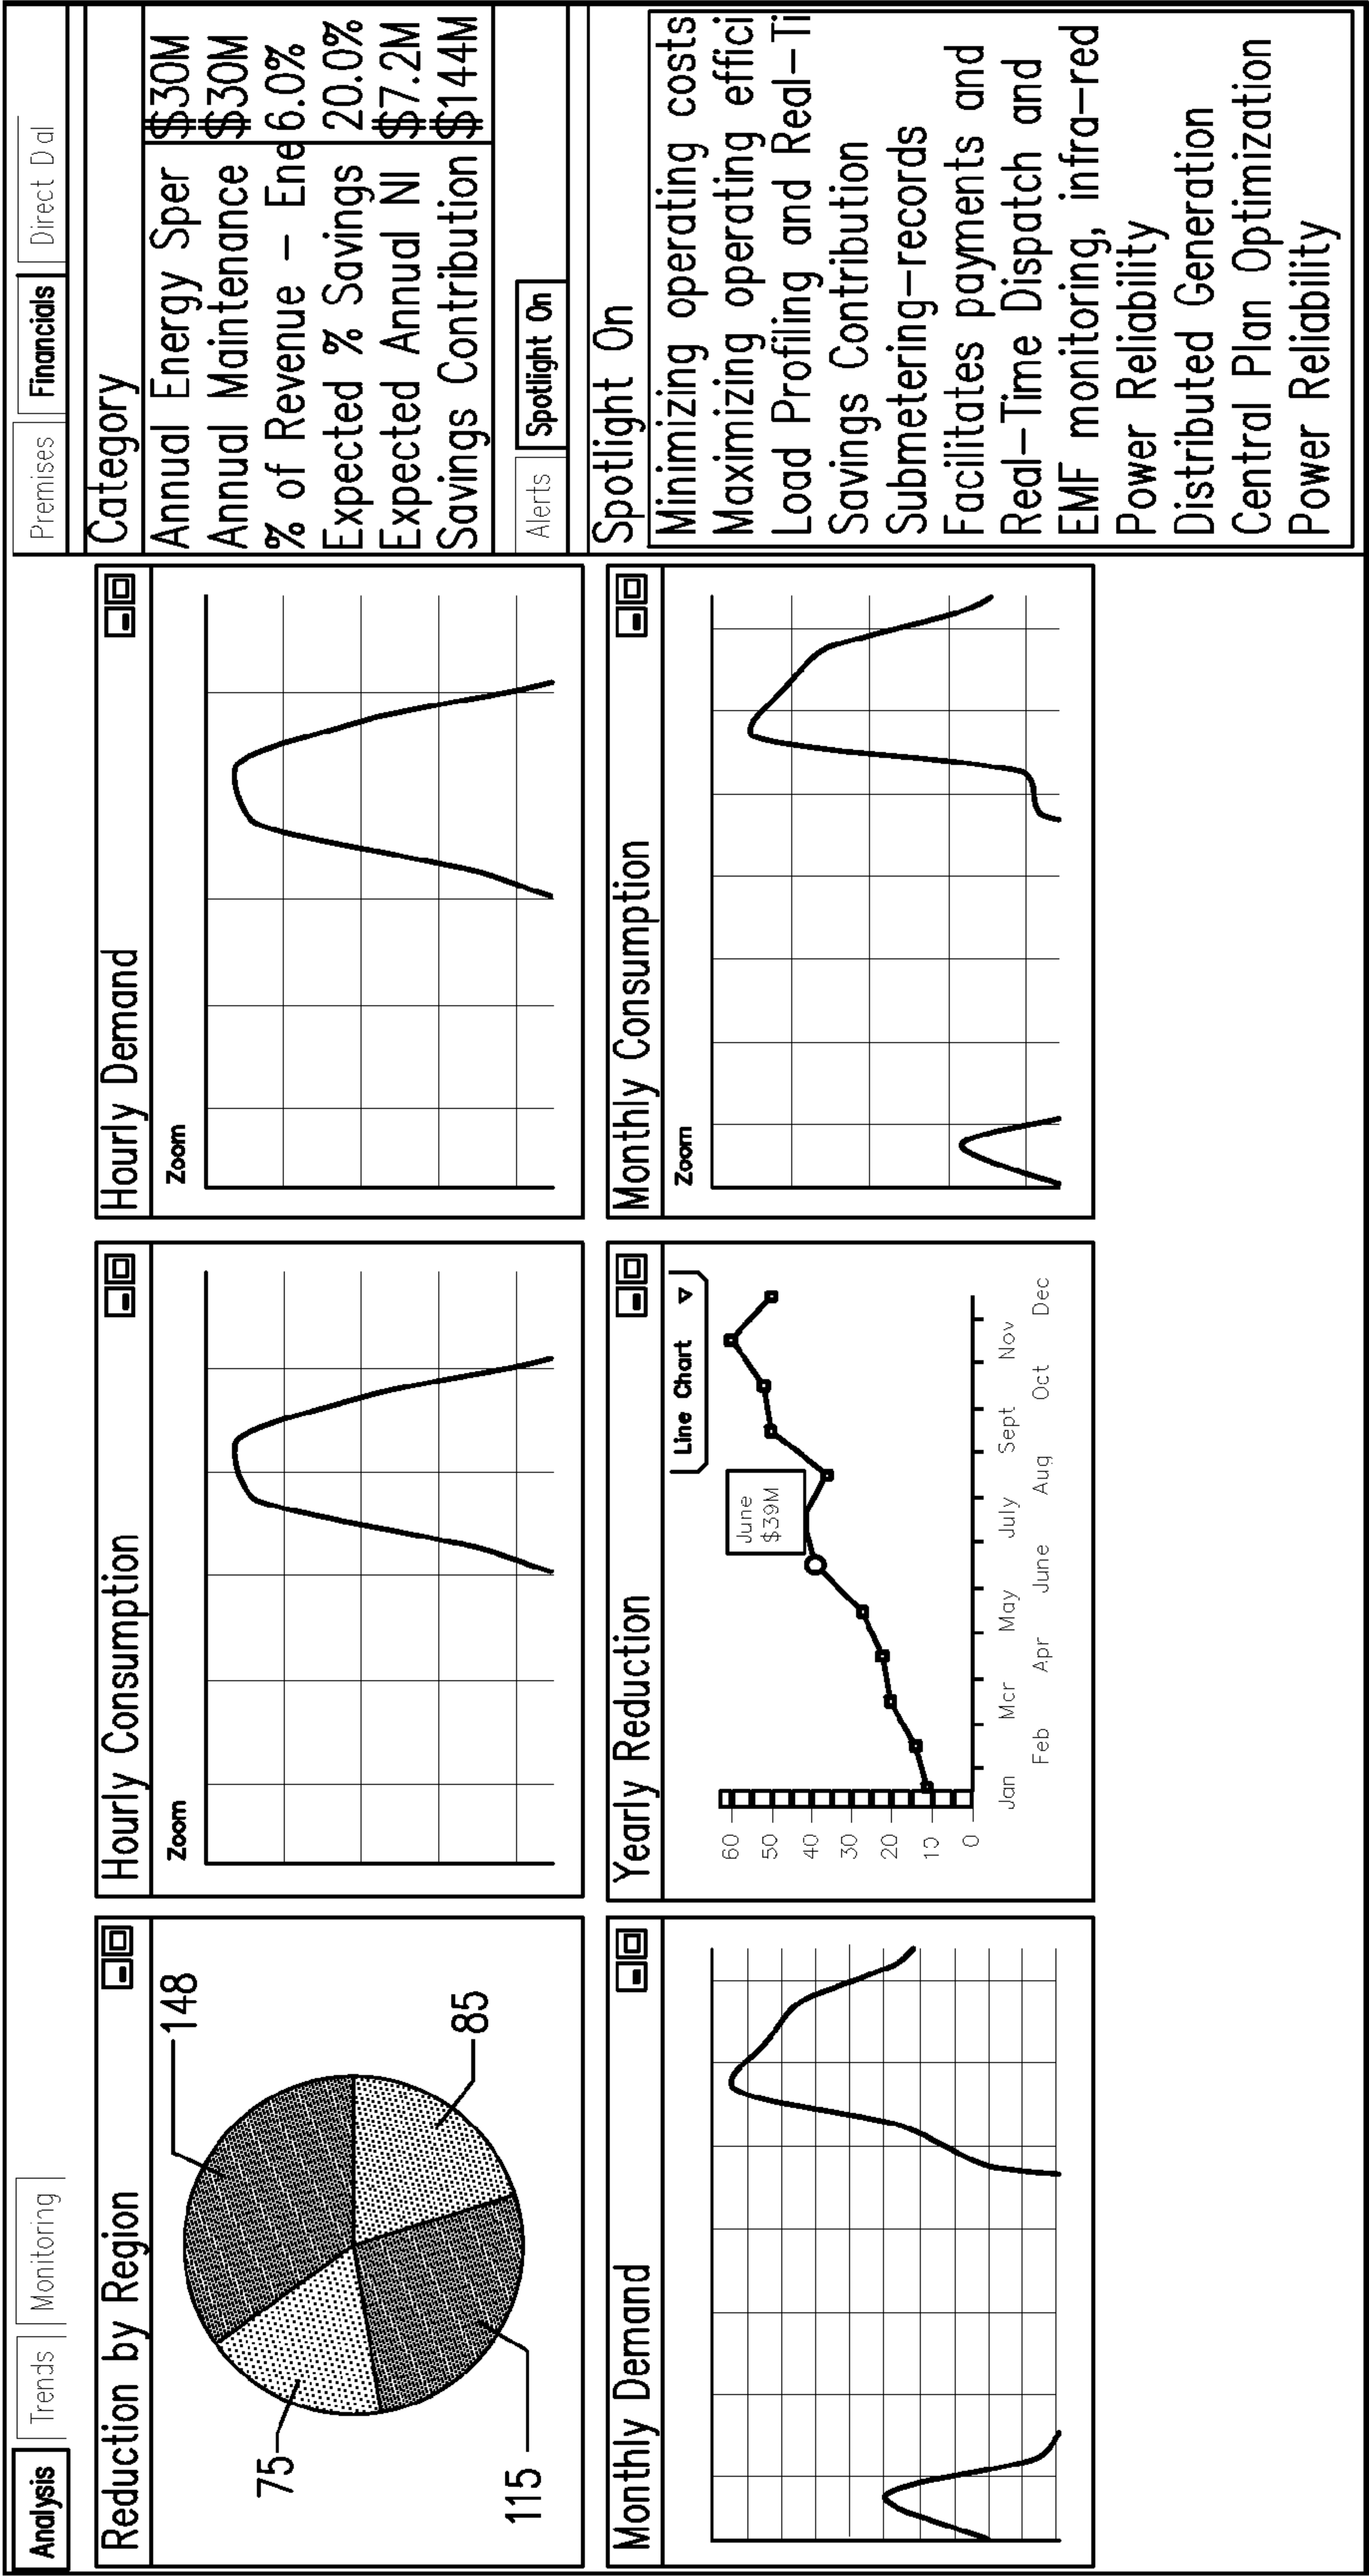 Analysis Trends Monitoring
Premises Financials Direct D al
Reduction by Region
148
85
75
115
Hourly Consumption
Zoom
Hourly Demand
Zoom
Category
Annual Energy Sper $30M
Annual Maintenance $30M
% of Revenue – Ene 6.0%
Expected % Savings 20.0%
Expected Annual NI $7.2M
Savings Contribution $144M
Alerts Spotlight On
Monthly Demand
Yearly Reduction
Line Chart
60
50
40
30
20
10
0
June
$39M
Jan Mcr May July Sept Nov
Feb Apr June Aug Oct Dec
Monthly Consumption
Zoom
Spotlight On
Minimizing operating costs
Maximizing operating effici
Load Profiling and Real–Ti
Savings Contribution
Submetering–records
Facilitates payments and
Real–Time Dispatch and
EMF monitoring, infra–red
Power Reliability
Distributed Generation
Central Plan Optimization
Power Reliability